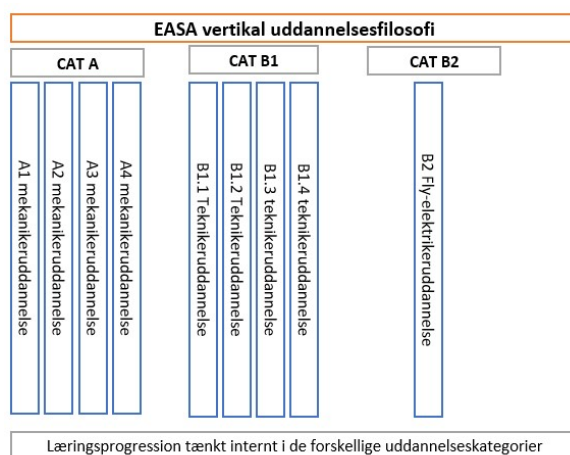 EASA vertikal uddannelsesfilosofi
CAT A
CAT B1
CAT B2
A1 mekanikeruddannelse
A2 mekanikeruddannelse
A3 mekanikeruddannelse
A4 mekanikeruddannelse
B1.1 Teknikeruddannelse
B1.2 Teknikeruddannelse
B1.3 teknikeruddannelse
B1.4 teknikeruddannelse
B2 Fly-elektrikeruddannelse
Læringsprogression tænkt internt i de forskellige uddannelseskategorier